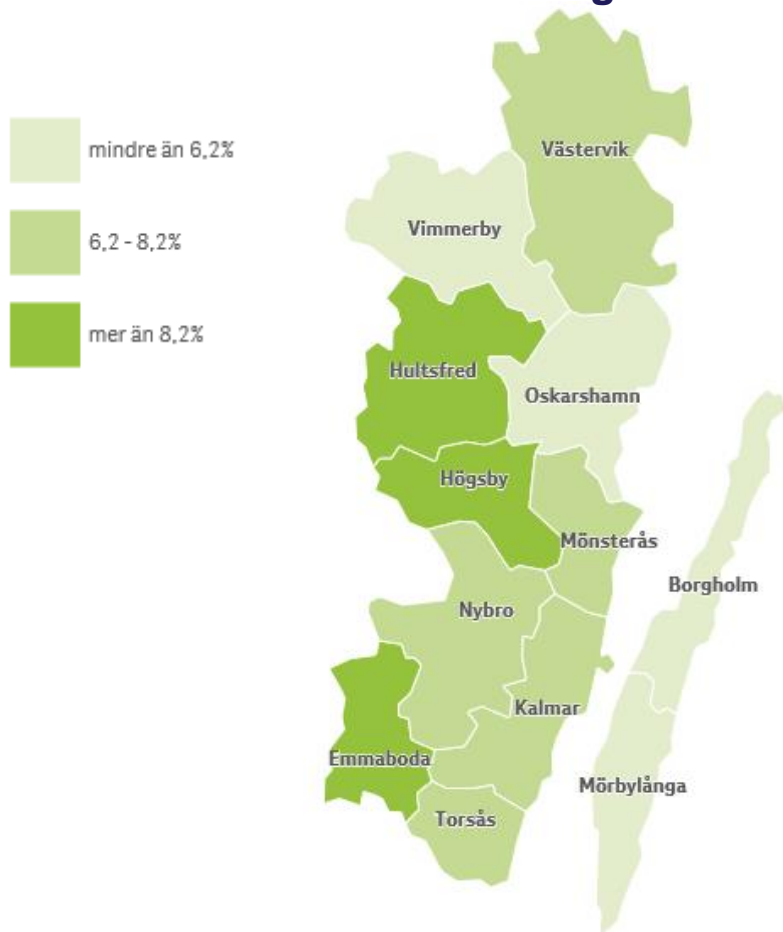 mindre än 6,2%
6,2 - 8,2%
mer än 8,2%
Västervik
Vimmerby
Hultsfred
Oskarshamn
Högsby
Mönsterås
Borgholm
Nybro
Kalmar
Emmaboda
Mörbylånga
Torsås